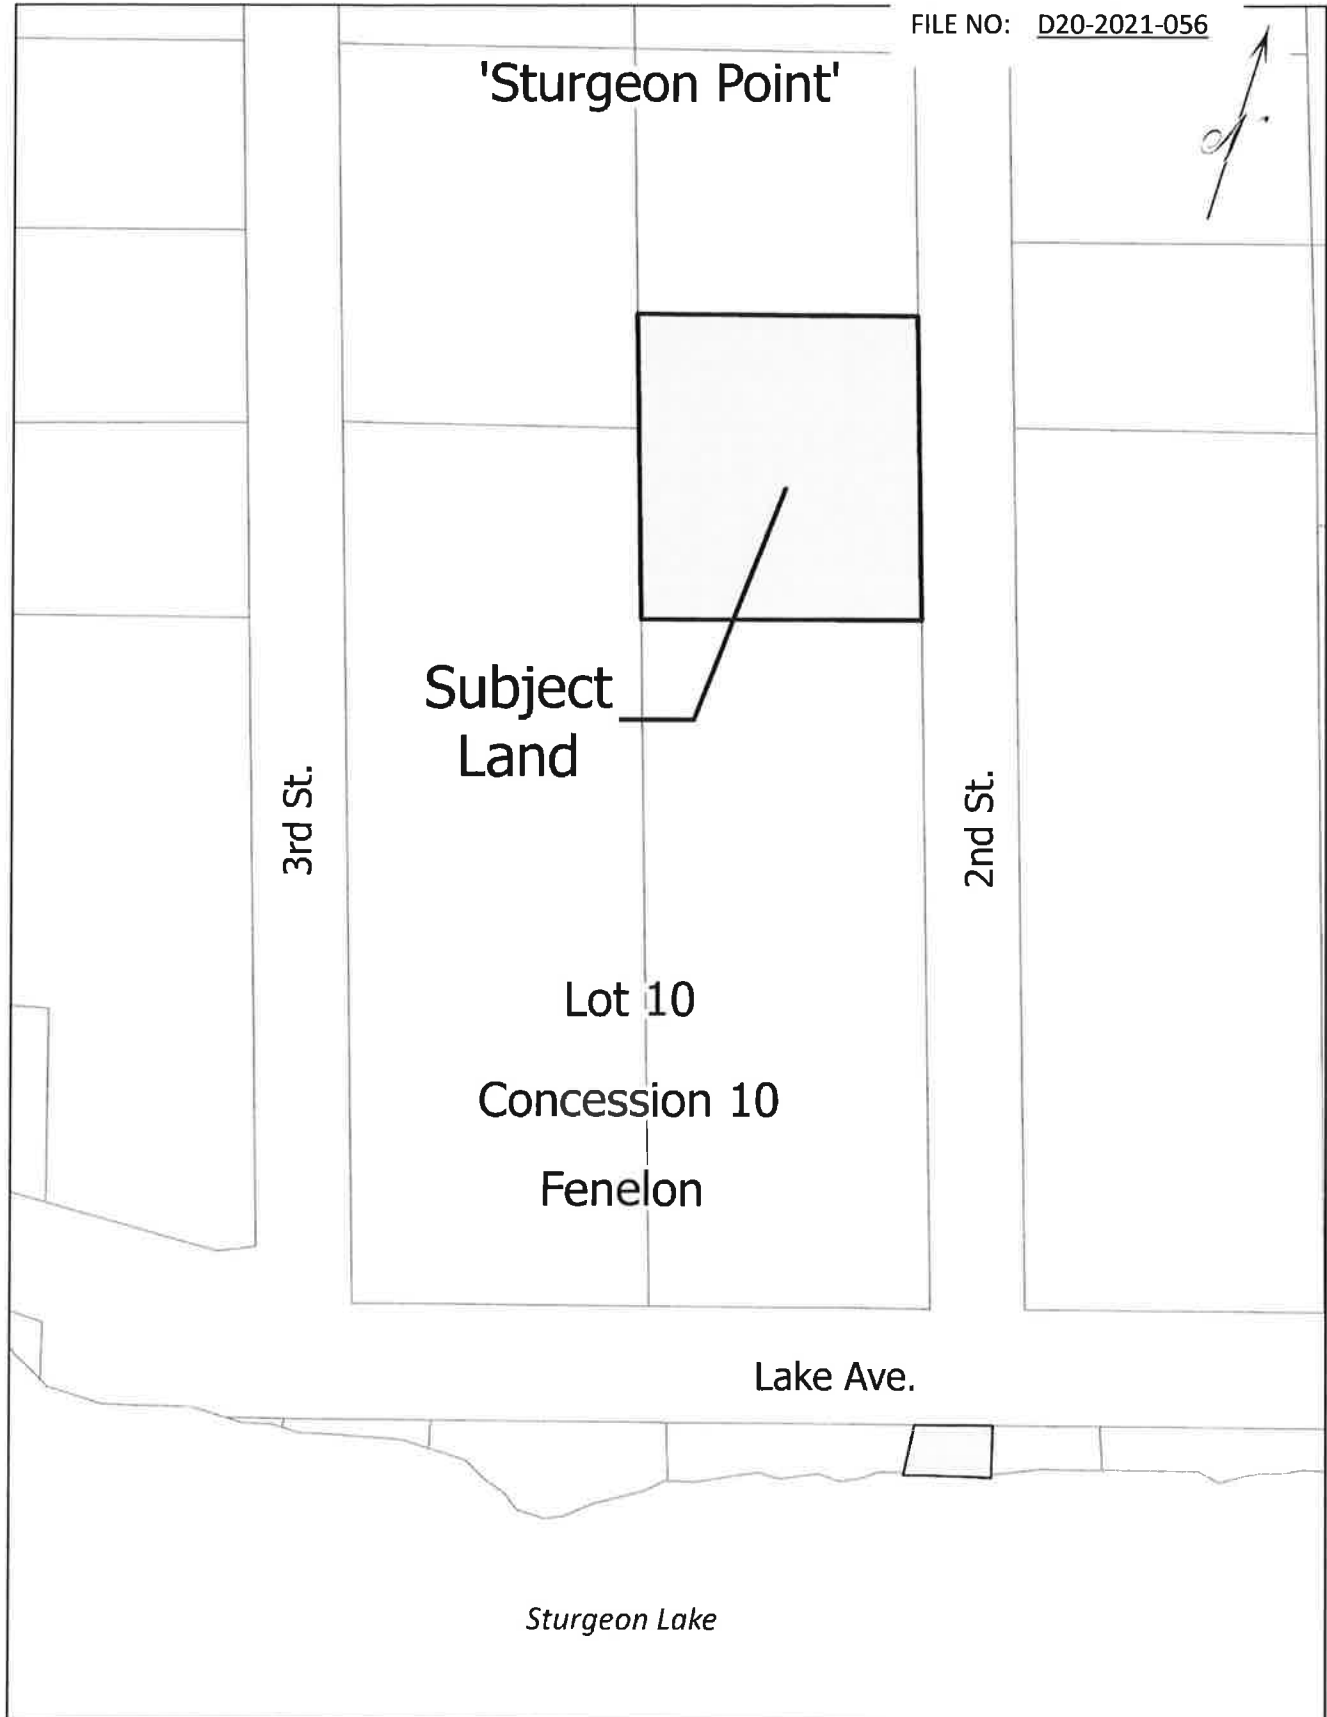 FILE NO: D20-2021-056
'Sturgeon Point'
Subject
Land
3rd St.
2nd St.
Lot 10
Concession 10
Fenelon
Lake Ave.
Sturgeon Lake